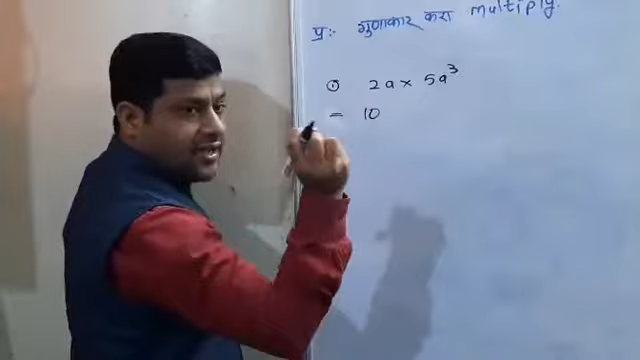 प्र:- गुणाकार करा multiply.
① 2a × 5a³
= 10